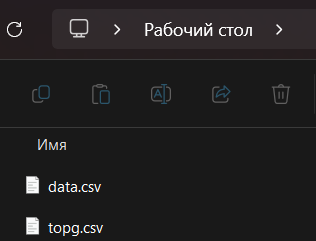 Рабочий стол
Имя
data.csv
topg.csv